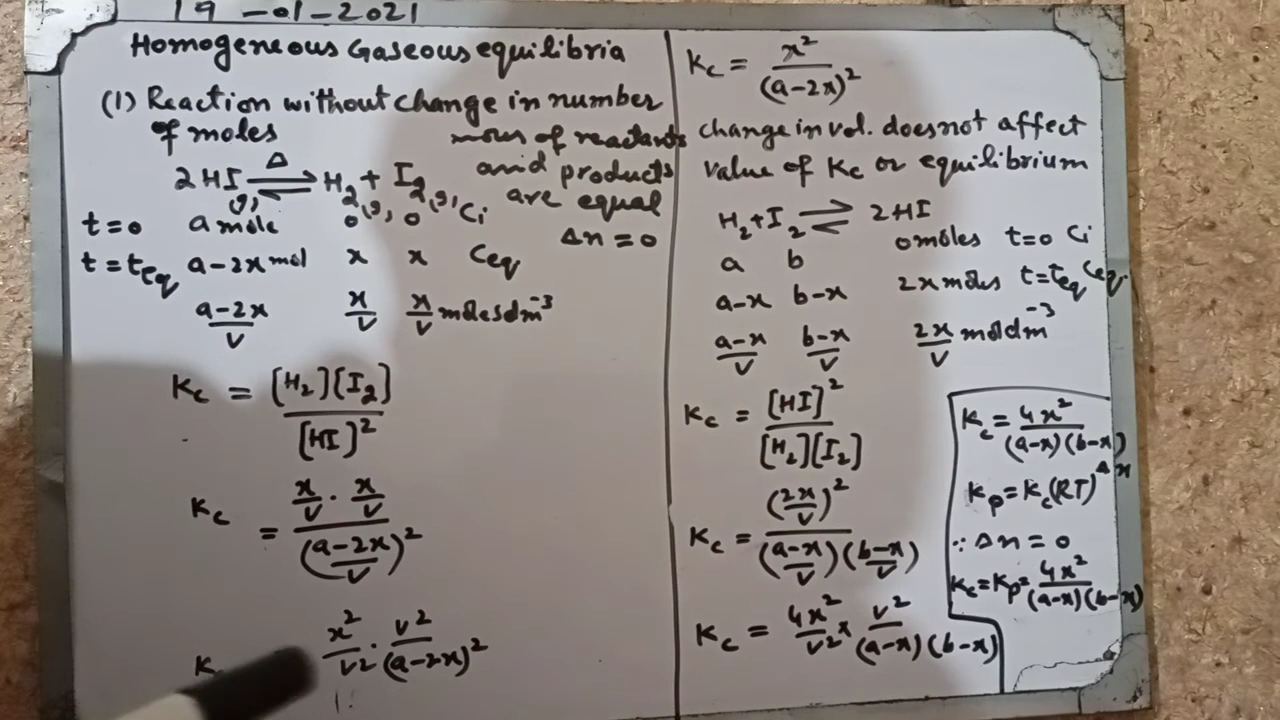 19-01-2021
Homogeneous Gaseous equilibria
(1) Reaction without change in number
of moles
moles of reactants
and products
are equal
Δn = 0
2HI(g) ⇌ H2(g) + I2(g)
Δ
t=0 a mole 0 0 Ci
t=teq a-2x mol x x Ceq
(a-2x)/V x/V x/V moles dm^-3
Kc = [H2][I2]/[HI]^2
Kc = (x/V · x/V)/((a-2x)/V)^2
K x^2/V^2 · V^2/(a-2x)^2
Kc = x^2/(a-2x)^2
change in vol. does not affect
value of Kc or equilibrium
H2 + I2 ⇌ 2HI
a b 0 moles t=0 Ci
a-x b-x 2x moles t=teq Ceq.
(a-x)/V (b-x)/V 2x/V mol dm^-3
Kc = [HI]^2/[H2][I2]
Kc = (2x/V)^2/((a-x)/V)((b-x)/V)
Kc = 4x^2/V^2 × V^2/(a-x)(b-x)
Kc = 4x^2/(a-x)(b-x)
Kp = Kc(RT)^Δn
∵ Δn = 0
Kc = Kp = 4x^2/(a-x)(b-x)